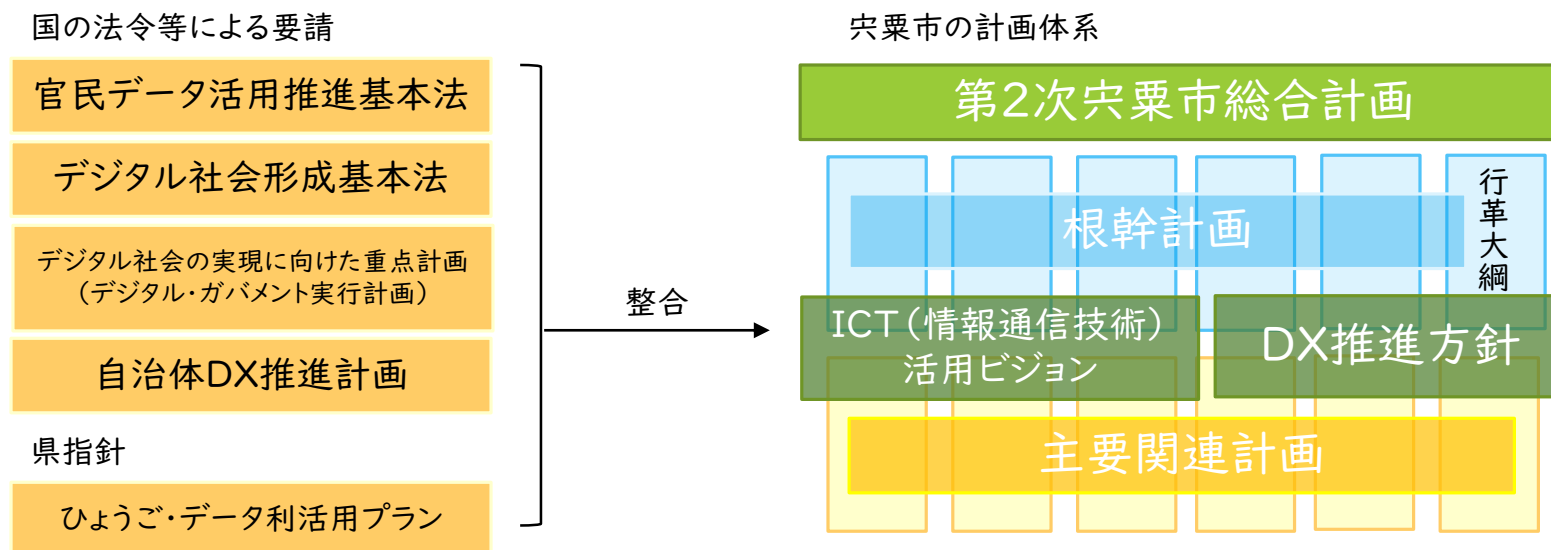 国の法令等による要請
官民データ活用推進基本法
デジタル社会形成基本法
デジタル社会の実現に向けた重点計画
（デジタル・ガバメント実行計画）
自治体DX推進計画
県指針
ひょうご・データ利活用プラン
整合
宍粟市の計画体系
第2次宍粟市総合計画
根幹計画
行革大綱
ICT（情報通信技術）
活用ビジョン
DX推進方針
主要関連計画